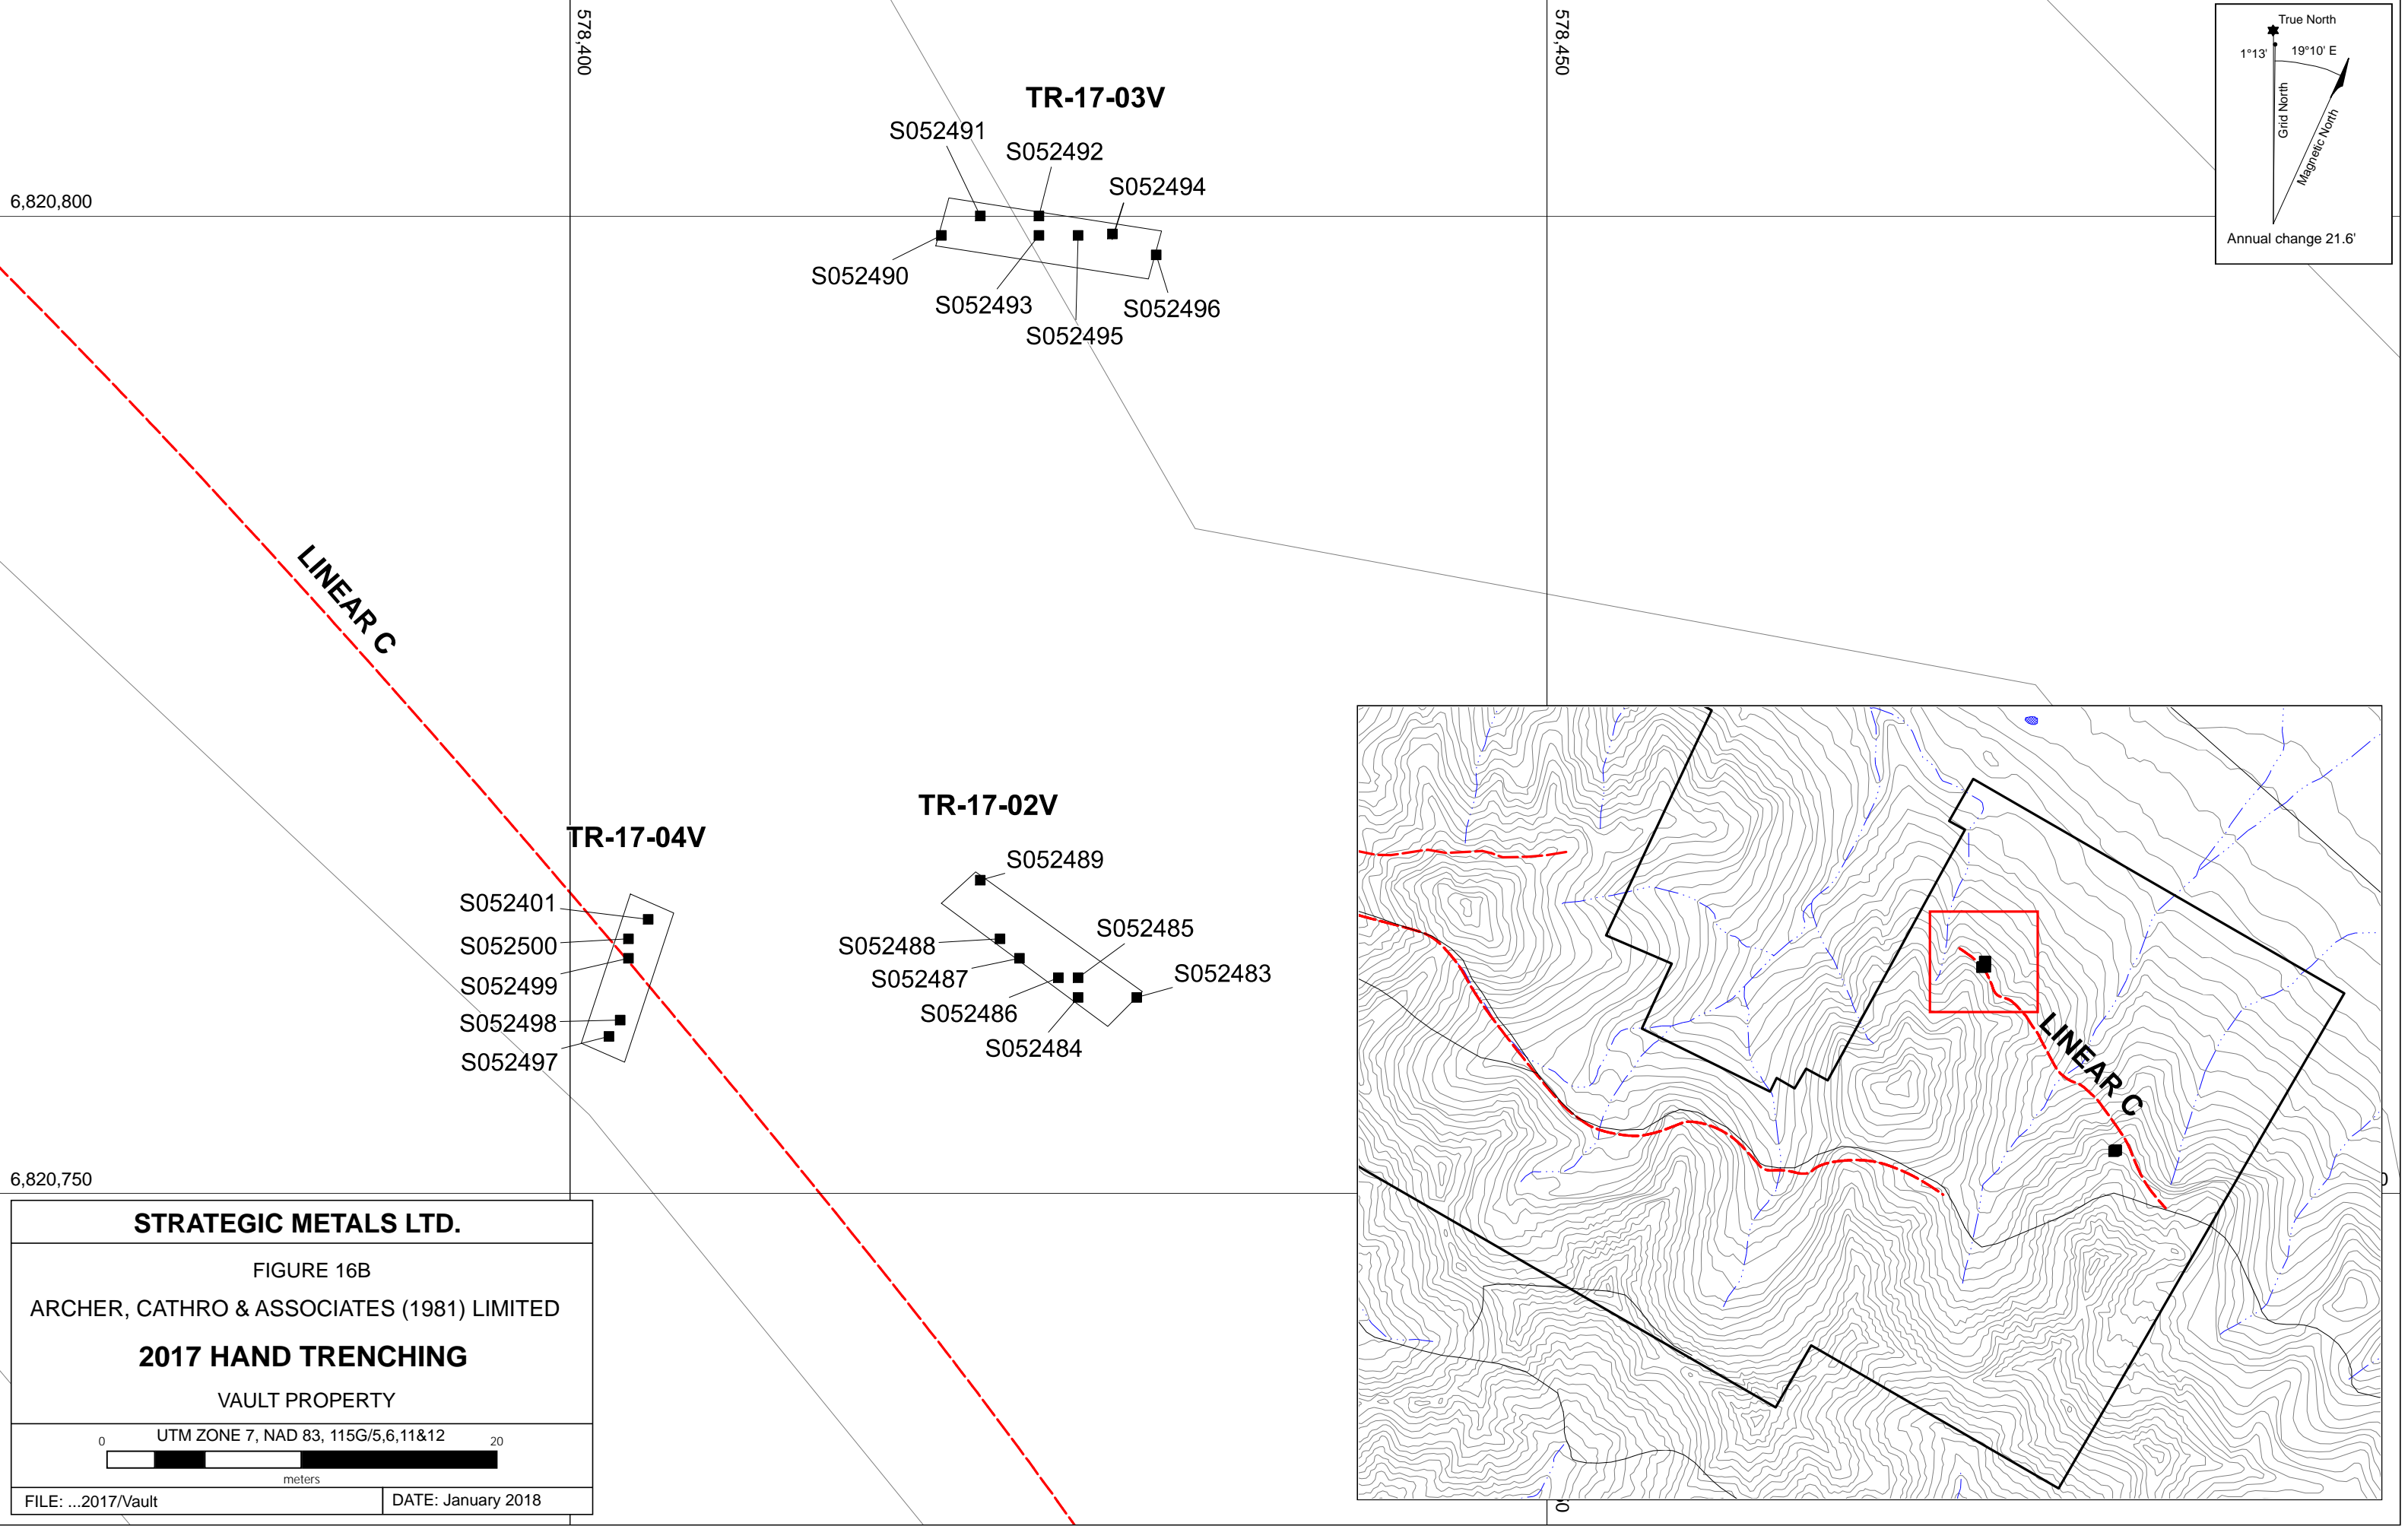 578,400
578,450
True North
1°13'
19°10' E
Grid North
Magnetic North
Annual change 21.6'
TR-17-03V
S052491
S052492
S052494
6,820,800
S052490
S052493
S052496
S052495
LINEAR C
TR-17-02V
TR-17-04V
S052489
S052401
S052485
S052500
S052488
S052487
S052483
S052499
S052486
S052498
S052484
S052497
LINEAR C
6,820,750
0
STRATEGIC METALS LTD.
FIGURE 16B
ARCHER, CATHRO & ASSOCIATES (1981) LIMITED
2017 HAND TRENCHING
VAULT PROPERTY
UTM ZONE 7, NAD 83, 115G/5,6,11&12
0
20
meters
FILE: ...2017/Vault
DATE: January 2018